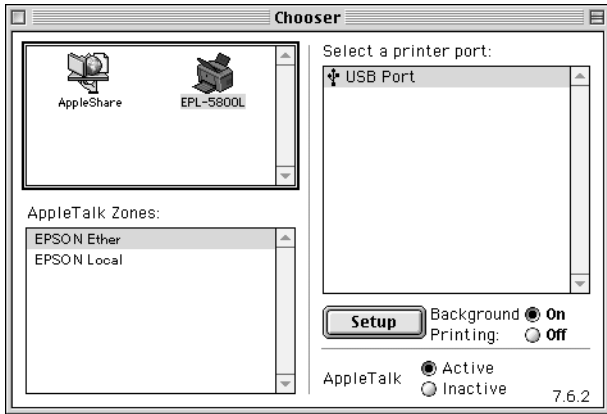 Chooser
AppleShare
EPL-5800L
AppleTalk Zones:
EPSON Ether
EPSON Local
Select a printer port:
USB Port
Setup
Background
Printing:
On
Off
AppleTalk
Active
Inactive
7.6.2